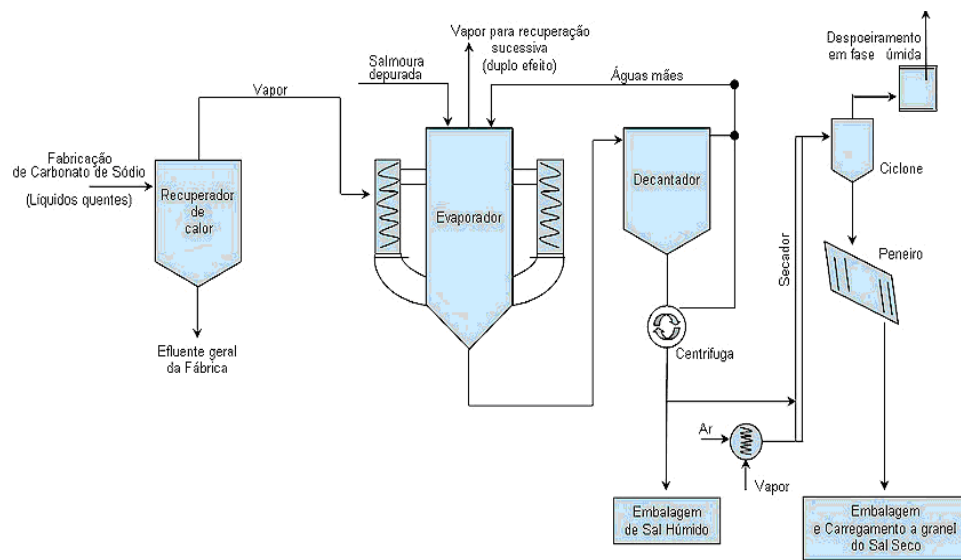 Vapor para recuperação
sucessiva
(duplo efeito)
Despoeiramento
em fase úmida
Salmoura
depurada
Águas mães
Vapor
Fabricação
de Carbonato de Sódio
(Líquidos quentes)
Recuperador
de
calor
Evaporador
Decantador
Ciclone
Secador
Peneiro
Efluente geral
da Fábrica
Centrifuga
Ar
Vapor
Embalagem
de Sal Húmido
Embalagem
e Carregamento a granel
do Sal Seco